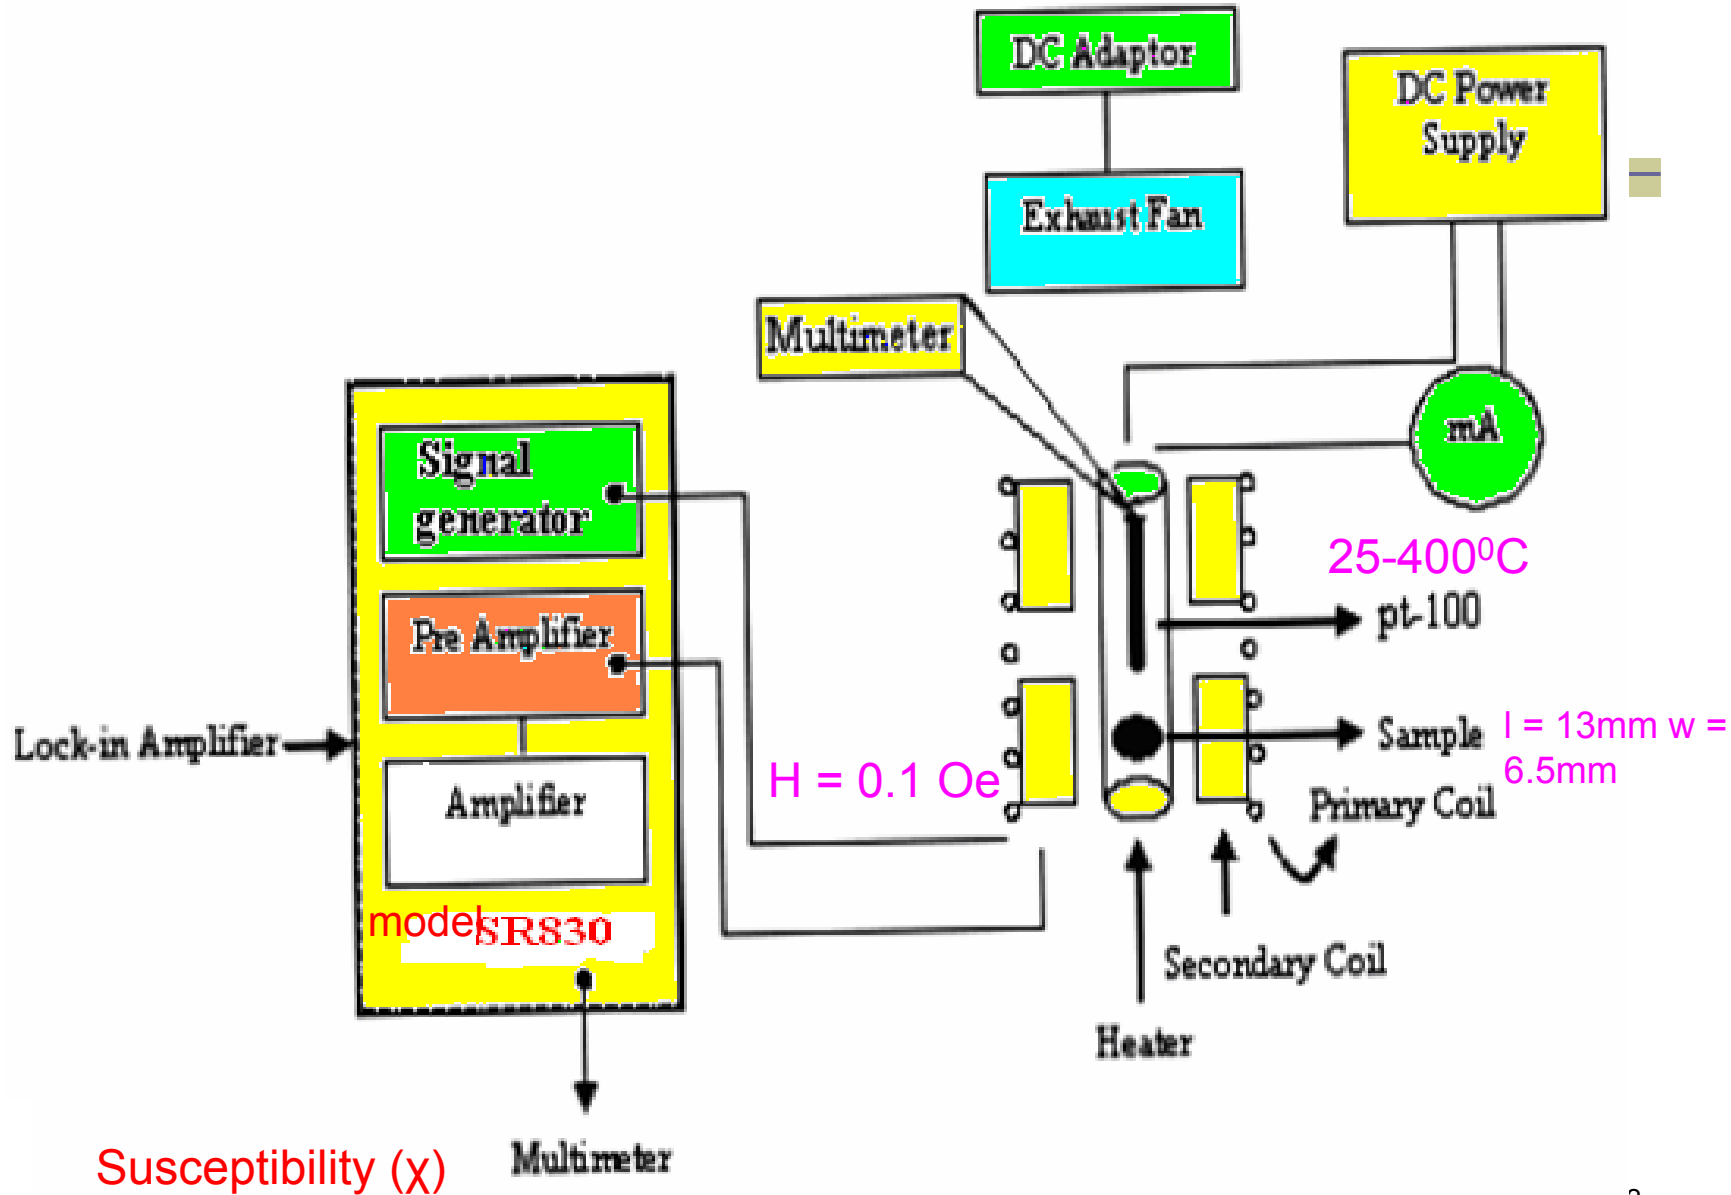 DC Adaptor
DC Power
Supply
Exhaust Fan
Multimeter
Signal
generator
mA
25-400⁰C
pt-100
Pre Amplifier
Lock-in Amplifier
Sample
l = 13mm w =
6.5mm
H = 0.1 Oe
Amplifier
Primary Coil
model
SR830
Secondary Coil
Heater
Multimeter
Susceptibility (χ)